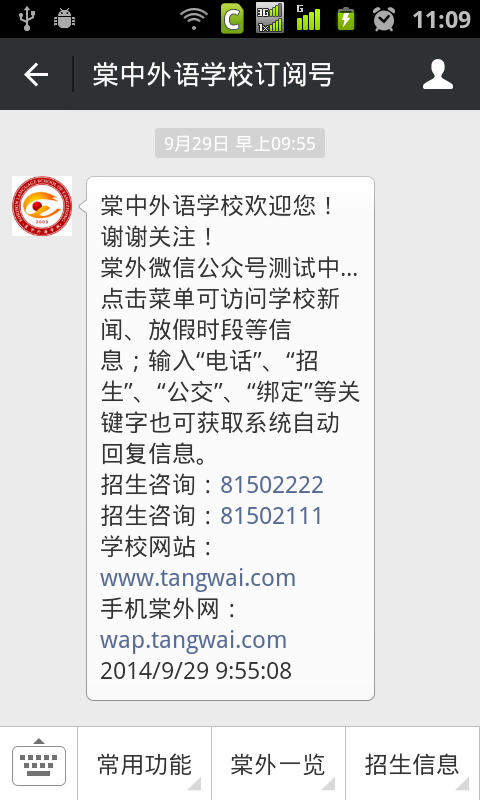 11:09
棠中外语学校订阅号
9月29日 早上09:55
棠中外语学校欢迎您！
谢谢关注！
棠外微信公众号测试中...
点击菜单可访问学校新
闻、放假时段等信
息；输入“电话”、“招
生”、“公交”、“绑定”等关
键字也可获取系统自动
回复信息。
招生咨询：81502222
招生咨询：81502111
学校网站：
www.tangwai.com
手机棠外网：
wap.tangwai.com
2014/9/29 9:55:08
常用功能
棠外一览
招生信息